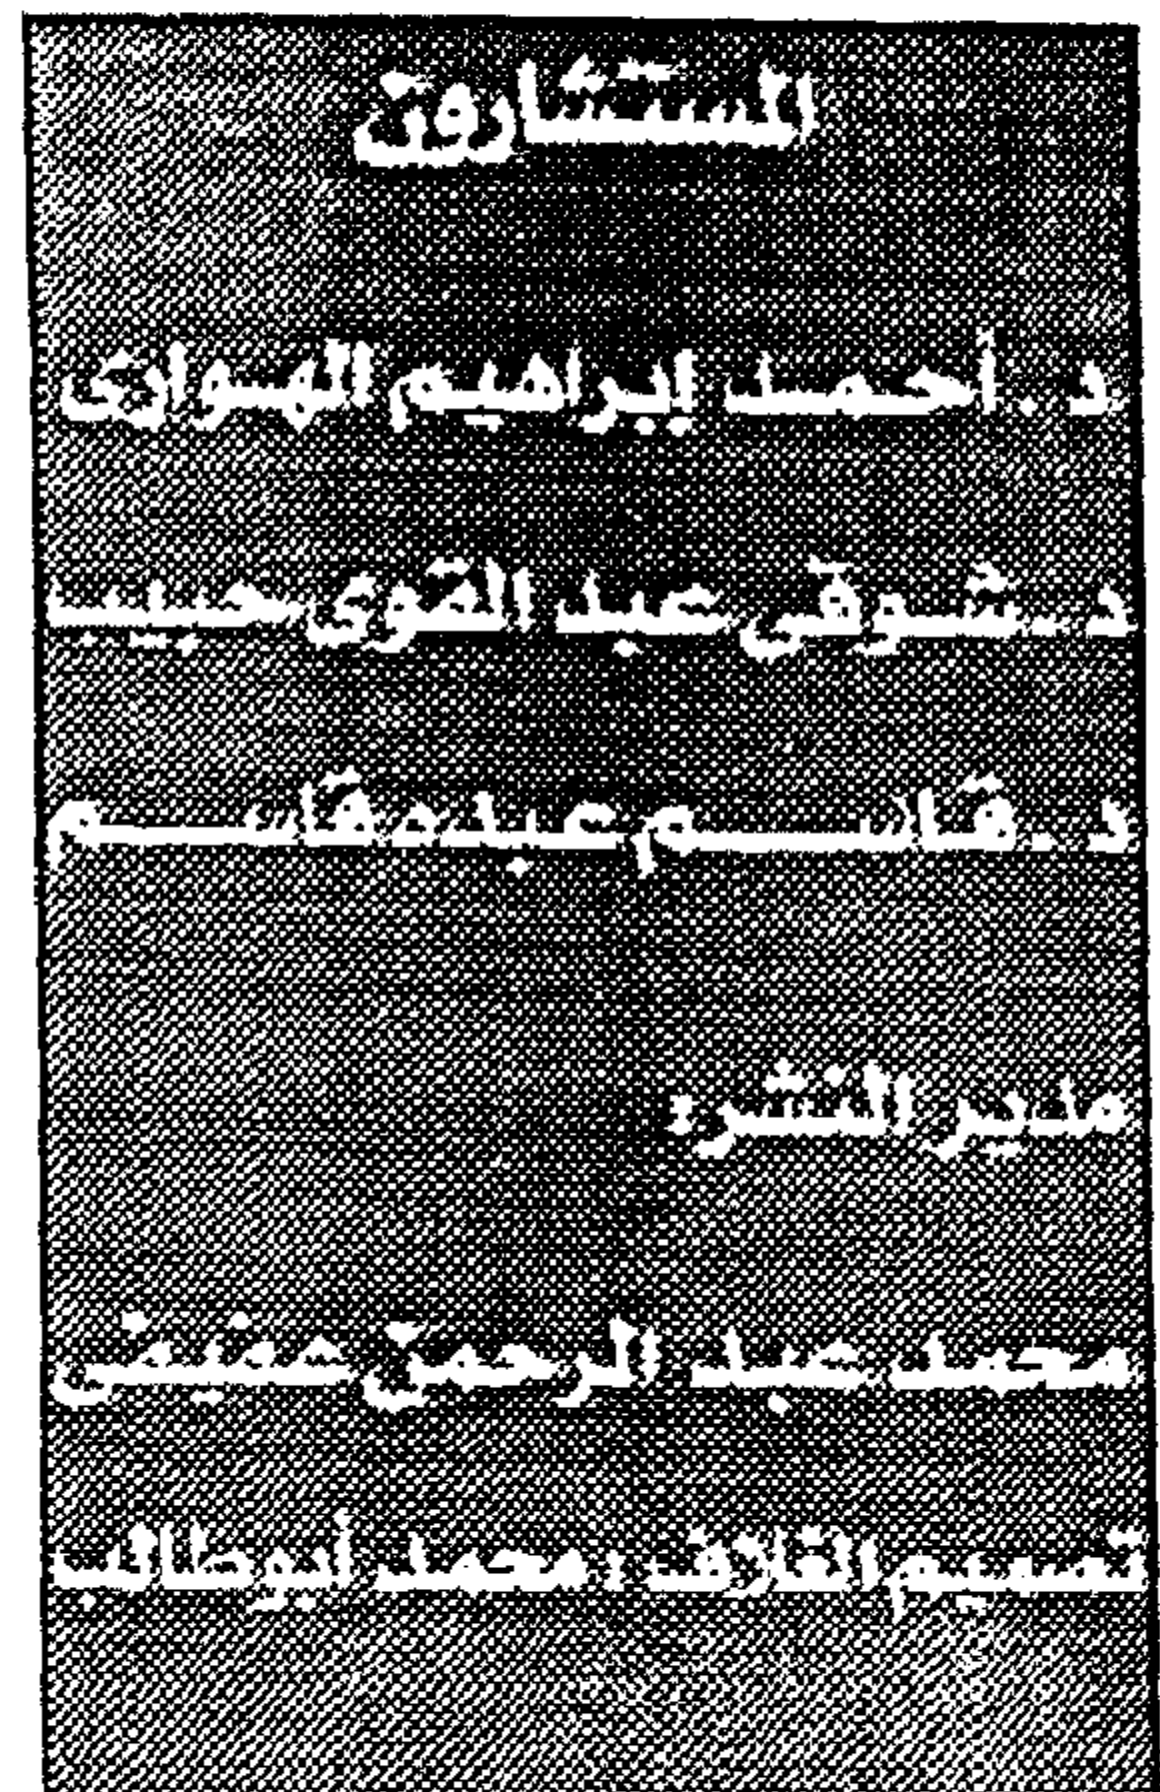 المستشارون
د. أحمد إبراهيم الهوارى
د. شوقى عبد القوى حبيب
د. قاسم عبده قاسم
مدير النشر:
محمد عبد الرحمن عفيفى
تصميم الغلاف : محمد أبو طالب